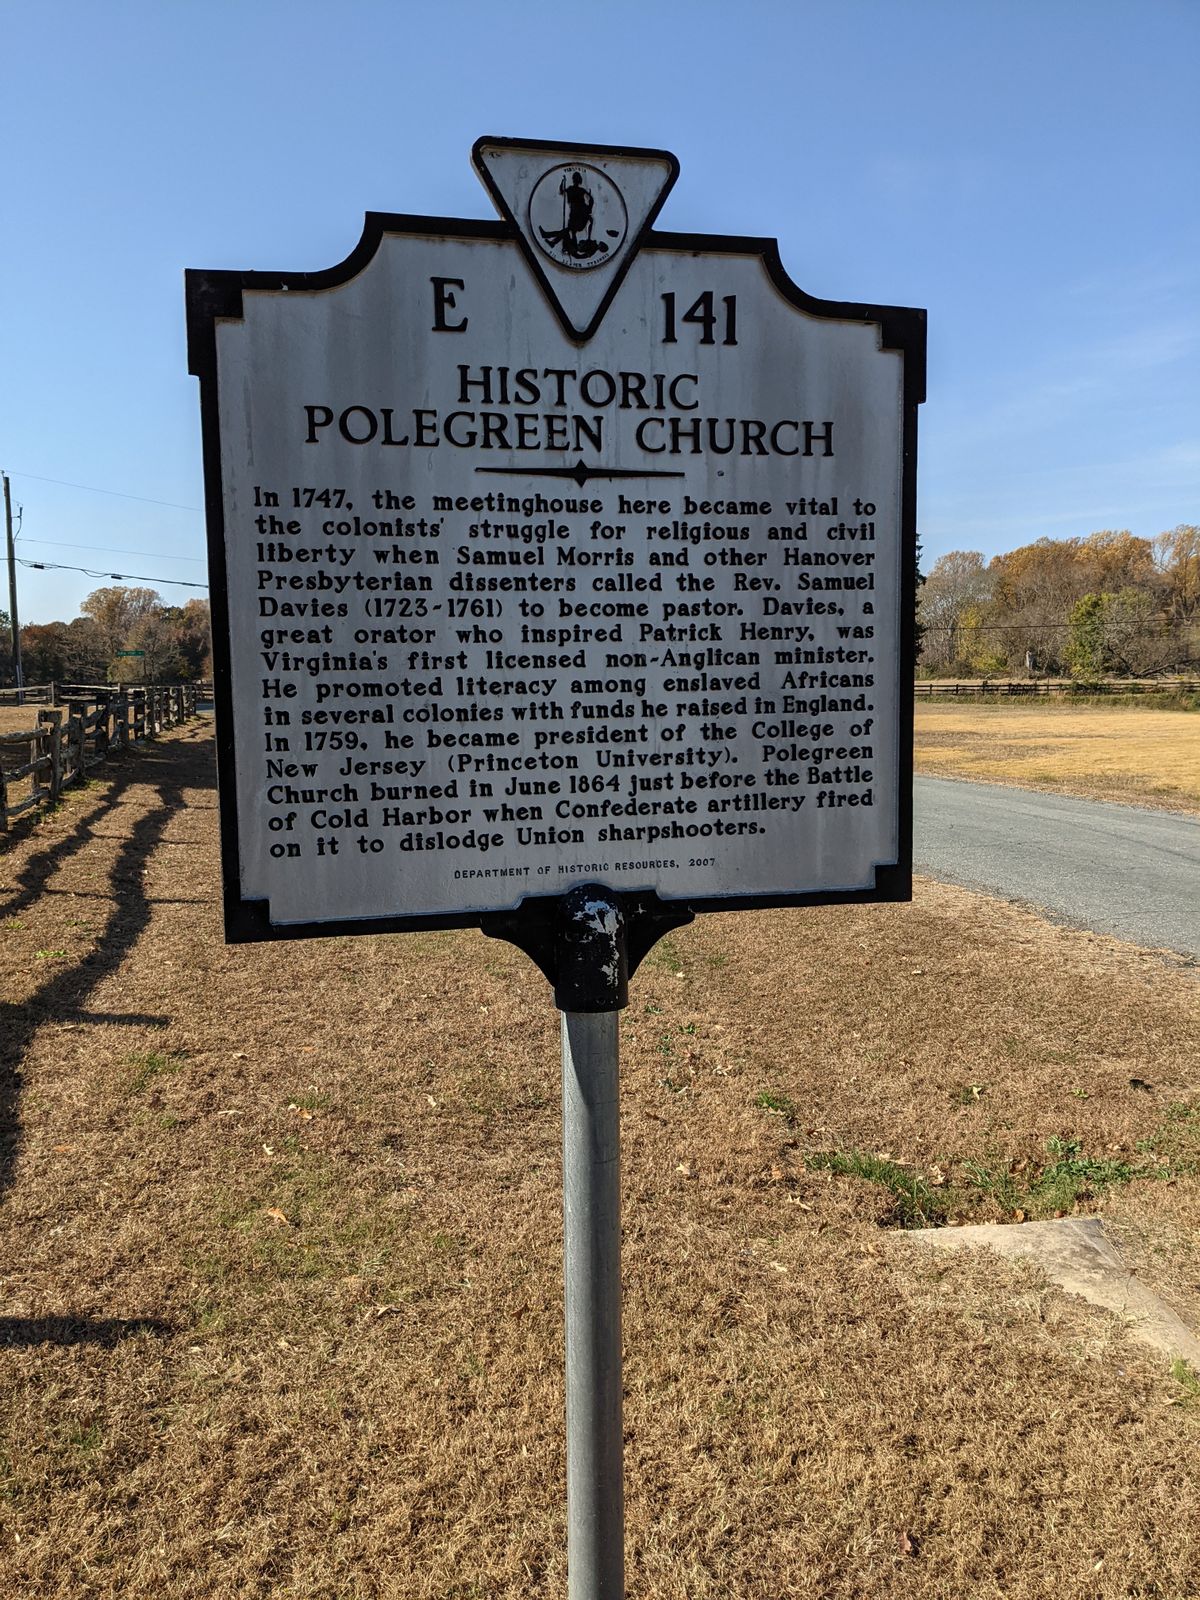 VIRGINIA
E 141
HISTORIC
POLEGREEN CHURCH
In 1747, the meetinghouse here became vital to
the colonists' struggle for religious and civil
liberty when Samuel Morris and other Hanover
Presbyterian dissenters called the Rev. Samuel
Davies (1723-1761) to become pastor. Davies, a
great orator who inspired Patrick Henry, was
Virginia's first licensed non-Anglican minister.
He promoted literacy among enslaved Africans
in several colonies with funds he raised in England.
In 1759, he became president of the College of
New Jersey (Princeton University). Polegreen
Church burned in June 1864 just before the Battle
of Cold Harbor when Confederate artillery fired
on it to dislodge Union sharpshooters.
DEPARTMENT OF HISTORIC RESOURCES, 2007